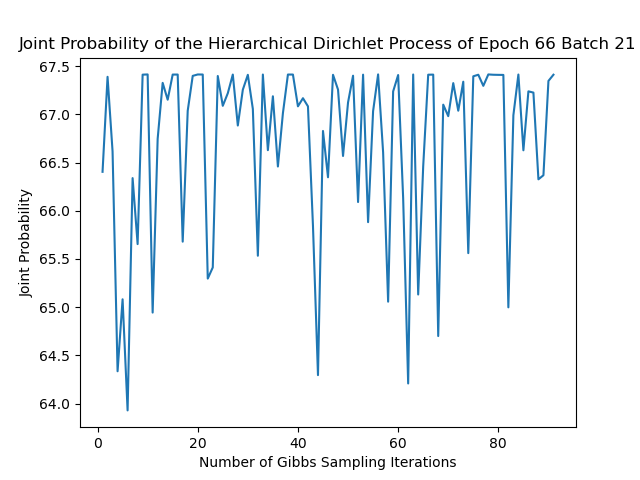 Joint Probability of the Hierarchical Dirichlet Process of Epoch 66 Batch 21
67.5
67.0
66.5
66.0
65.5
65.0
64.5
64.0
Joint Probability
0 20 40 60 80
Number of Gibbs Sampling Iterations